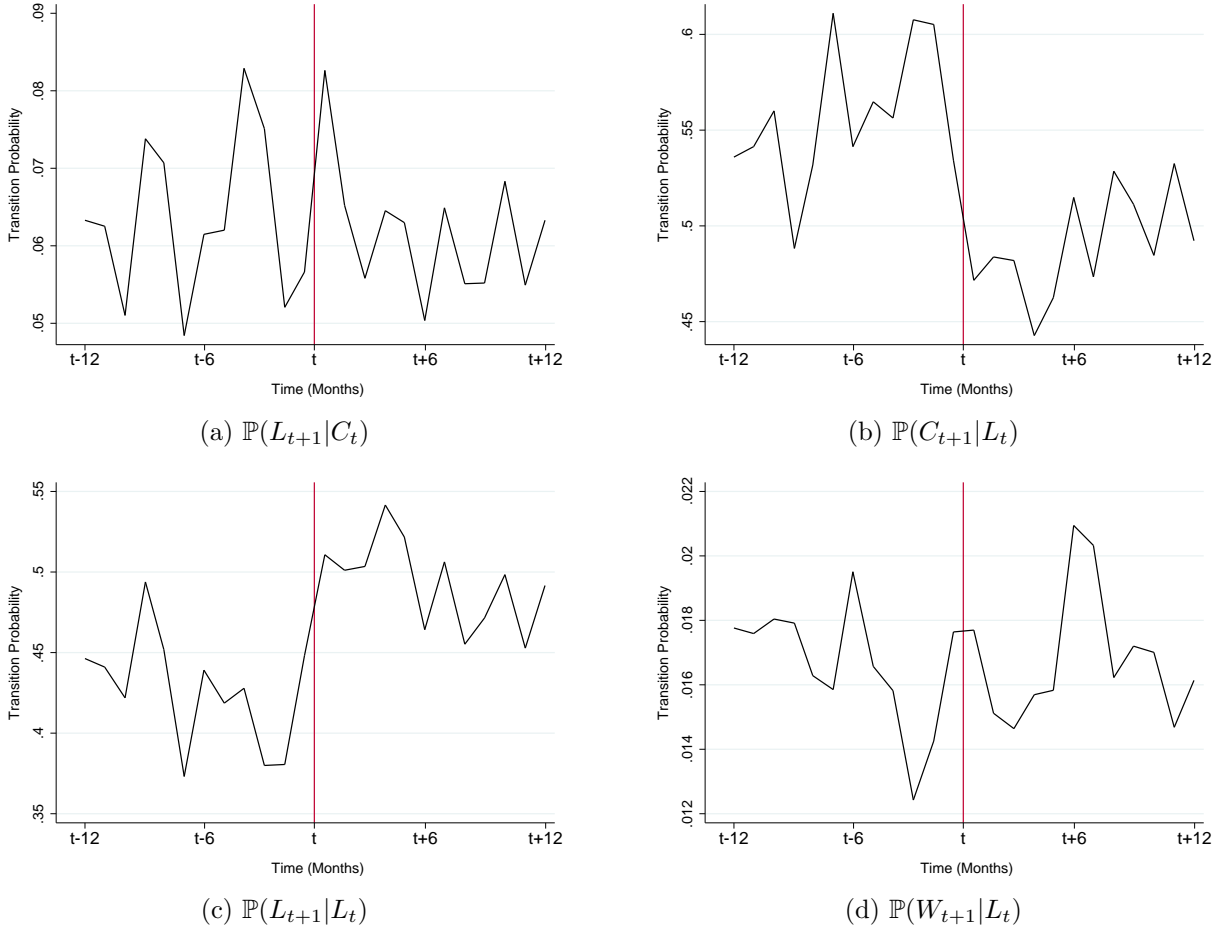 .09
.08
.07
.06
.05
Transition Probability
t-12 t-6 t t+6 t+12
Time (Months)
(a) ℙ(L_{t+1}|C_t)
.6
.55
.5
.45
Transition Probability
t-12 t-6 t t+6 t+12
Time (Months)
(b) ℙ(C_{t+1}|L_t)
.55
.5
.45
.4
.35
Transition Probability
t-12 t-6 t t+6 t+12
Time (Months)
(c) ℙ(L_{t+1}|L_t)
.022
.02
.018
.016
.014
.012
Transition Probability
t-12 t-6 t t+6 t+12
Time (Months)
(d) ℙ(W_{t+1}|L_t)